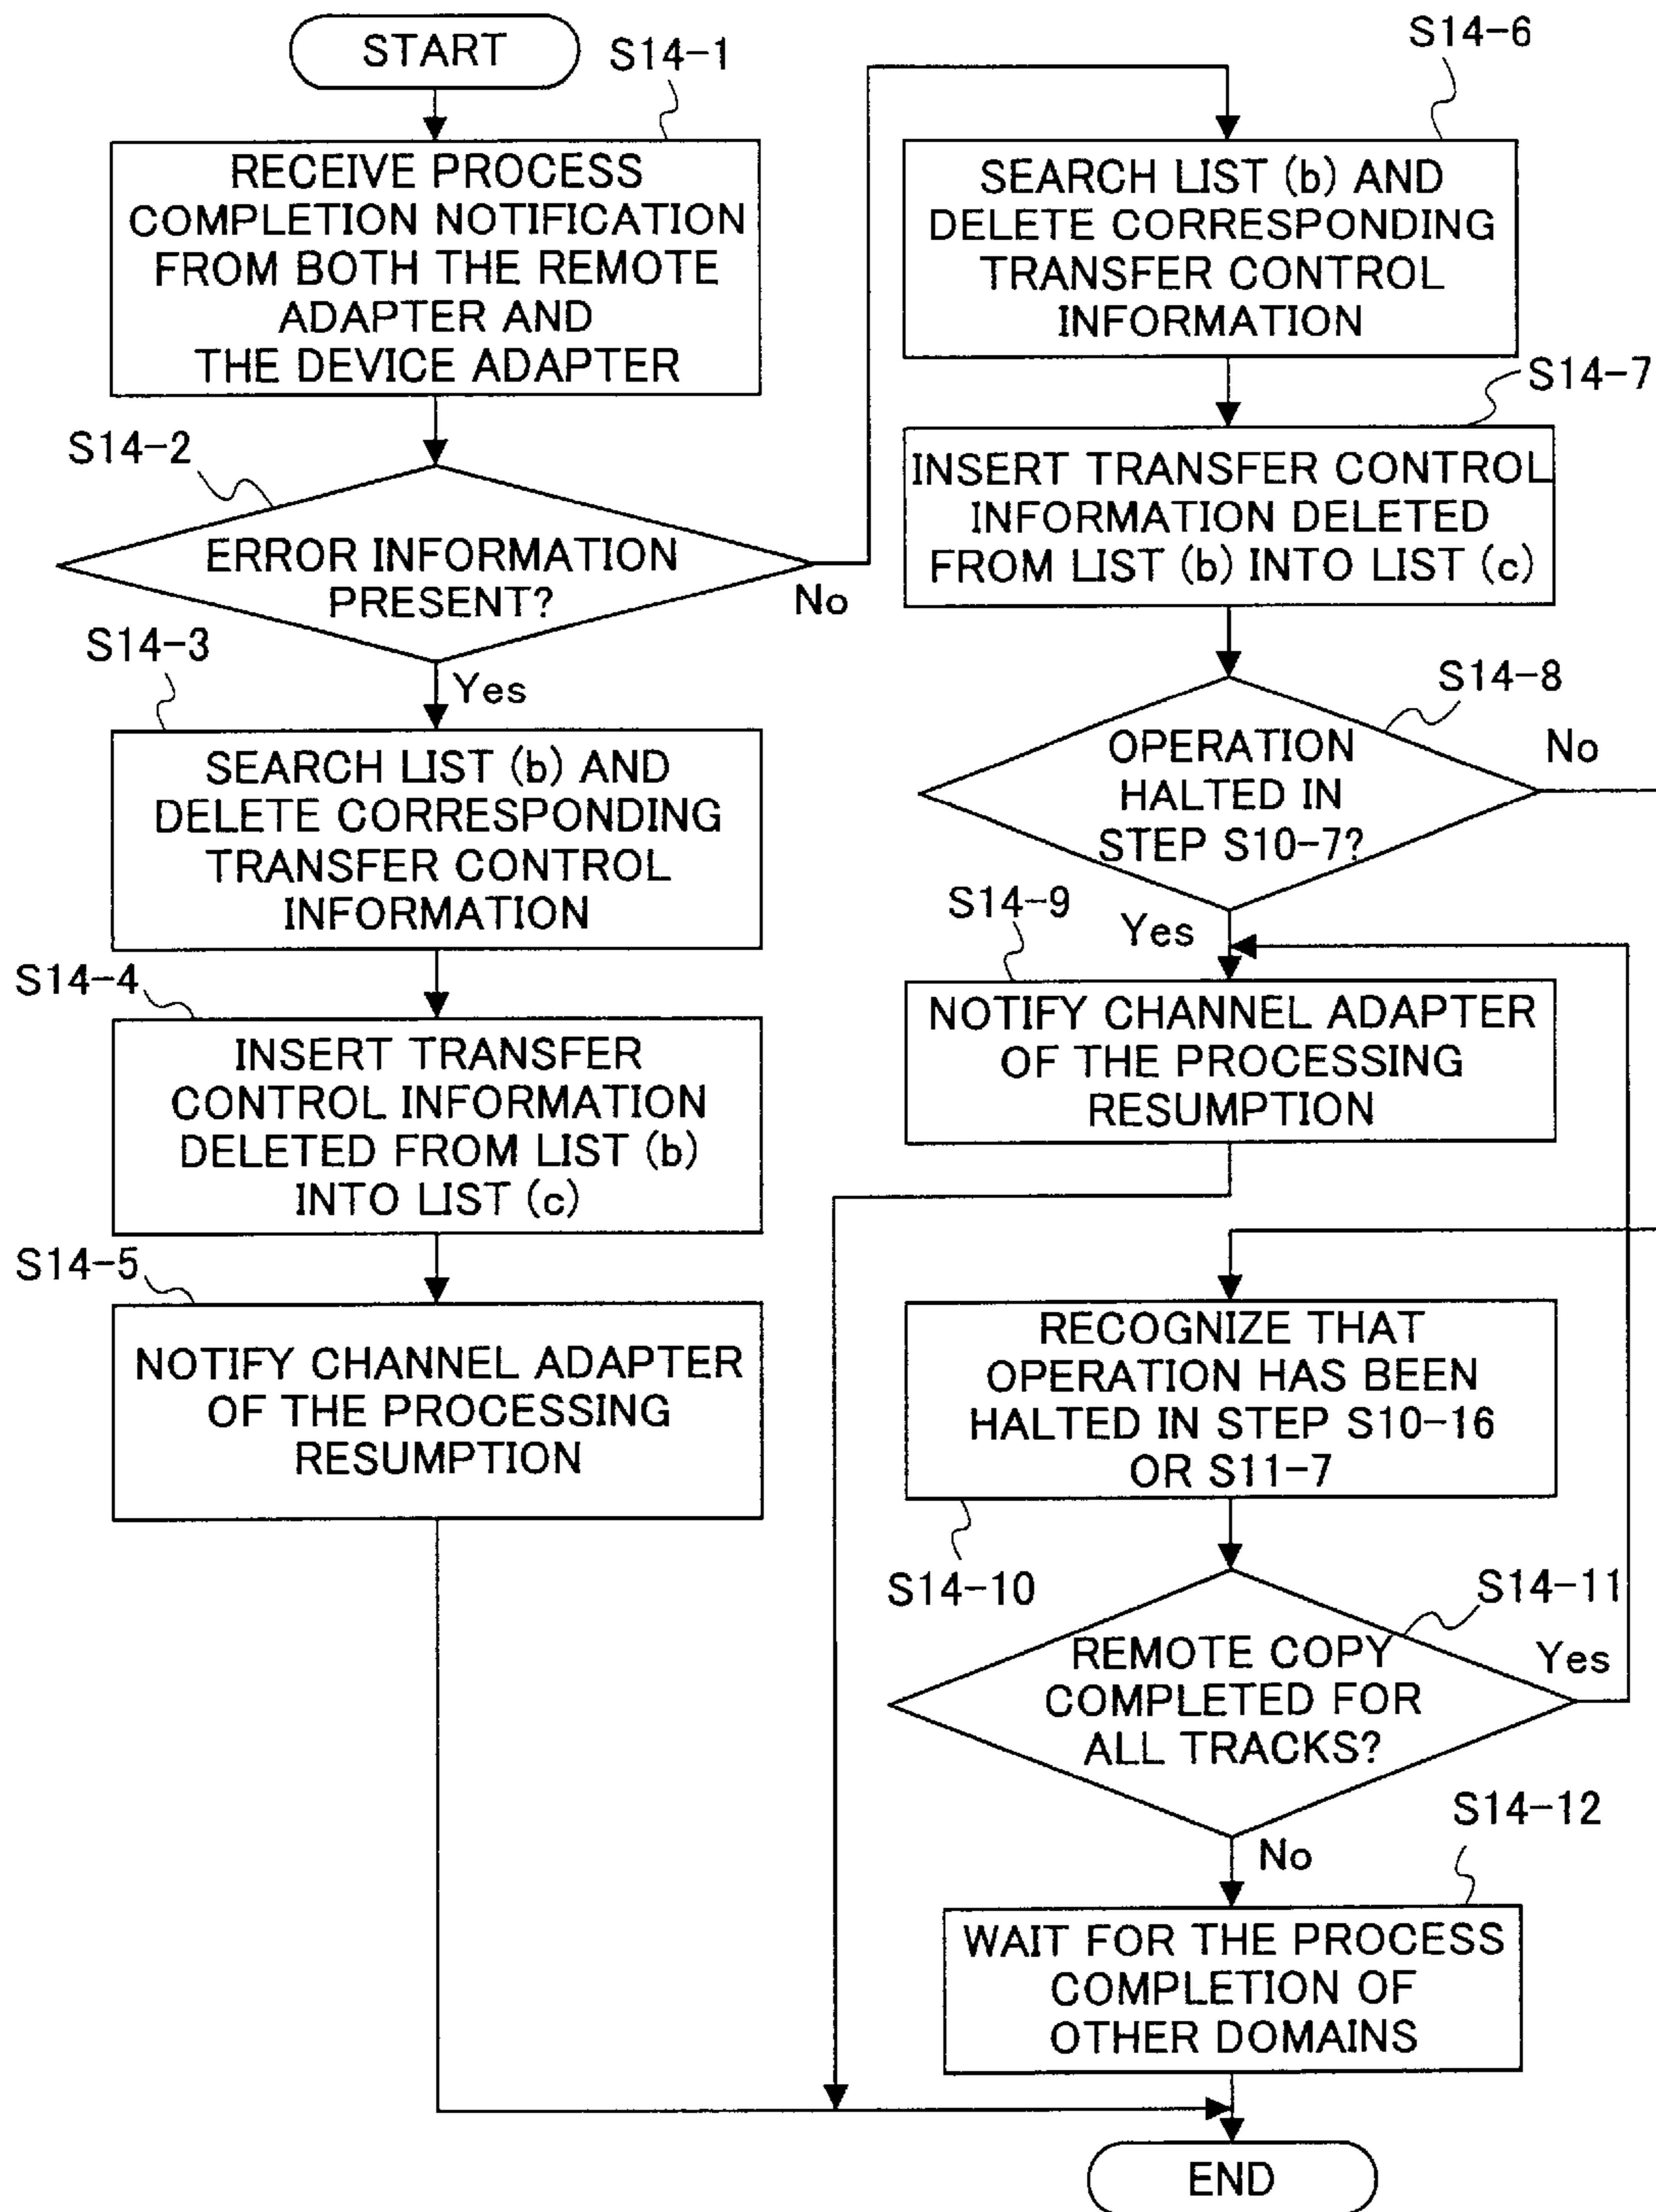 START
S14-1
RECEIVE PROCESS
COMPLETION NOTIFICATION
FROM BOTH THE REMOTE
ADAPTER AND
THE DEVICE ADAPTER
S14-2
ERROR INFORMATION
PRESENT?
No
S14-3
Yes
SEARCH LIST (b) AND
DELETE CORRESPONDING
TRANSFER CONTROL
INFORMATION
S14-4
INSERT TRANSFER
CONTROL INFORMATION
DELETED FROM LIST (b)
INTO LIST (c)
S14-5
NOTIFY CHANNEL ADAPTER
OF THE PROCESSING
RESUMPTION
S14-6
SEARCH LIST (b) AND
DELETE CORRESPONDING
TRANSFER CONTROL
INFORMATION
S14-7
INSERT TRANSFER CONTROL
INFORMATION DELETED
FROM LIST (b) INTO LIST (c)
S14-8
OPERATION
HALTED IN
STEP S10-7?
No
S14-9
Yes
NOTIFY CHANNEL ADAPTER
OF THE PROCESSING
RESUMPTION
RECOGNIZE THAT
OPERATION HAS BEEN
HALTED IN STEP S10-16
OR S11-7
S14-10
S14-11
REMOTE COPY
COMPLETED FOR
ALL TRACKS?
Yes
No
S14-12
WAIT FOR THE PROCESS
COMPLETION OF
OTHER DOMAINS
END